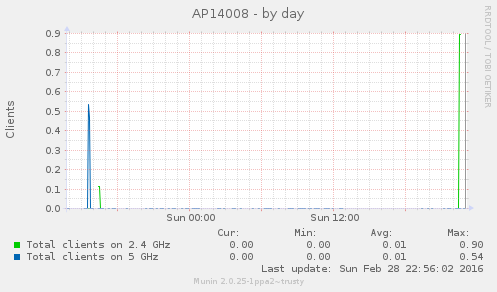 AP14008 - by day
RRDTOOL / TOBI OETIKER
Clients
0.9
0.8
0.7
0.6
0.5
0.4
0.3
0.2
0.1
0.0
Sun 00:00 Sun 12:00
Cur: Min: Avg: Max:
Total clients on 2.4 GHz 0.00 0.00 0.01 0.90
Total clients on 5 GHz 0.00 0.00 0.01 0.54
Last update: Sun Feb 28 22:56:02 2016
Munin 2.0.25-1ppa2~trusty